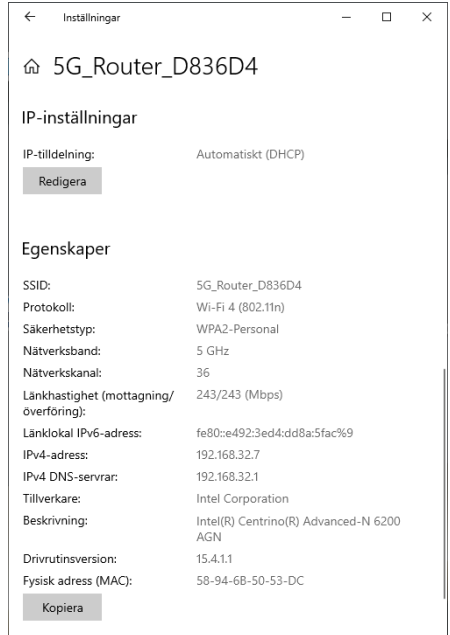 Inställningar
5G_Router_D836D4
IP-inställningar
IP-tilldelning: Automatiskt (DHCP)
Redigera
Egenskaper
SSID: 5G_Router_D836D4
Protokoll: Wi-Fi 4 (802.11n)
Säkerhetstyp: WPA2-Personal
Nätverksband: 5 GHz
Nätverkskanal: 36
Länkhastighet (mottagning/ 243/243 (Mbps)
överföring):
Länklokal IPv6-adress: fe80::e492:3ed4:dd8a:5fac%9
IPv4-adress: 192.168.32.7
IPv4 DNS-servrar: 192.168.32.1
Tillverkare: Intel Corporation
Beskrivning: Intel(R) Centrino(R) Advanced-N 6200
AGN
Drivrutinsversion: 15.4.1.1
Fysisk adress (MAC): 58-94-6B-50-53-DC
Kopiera